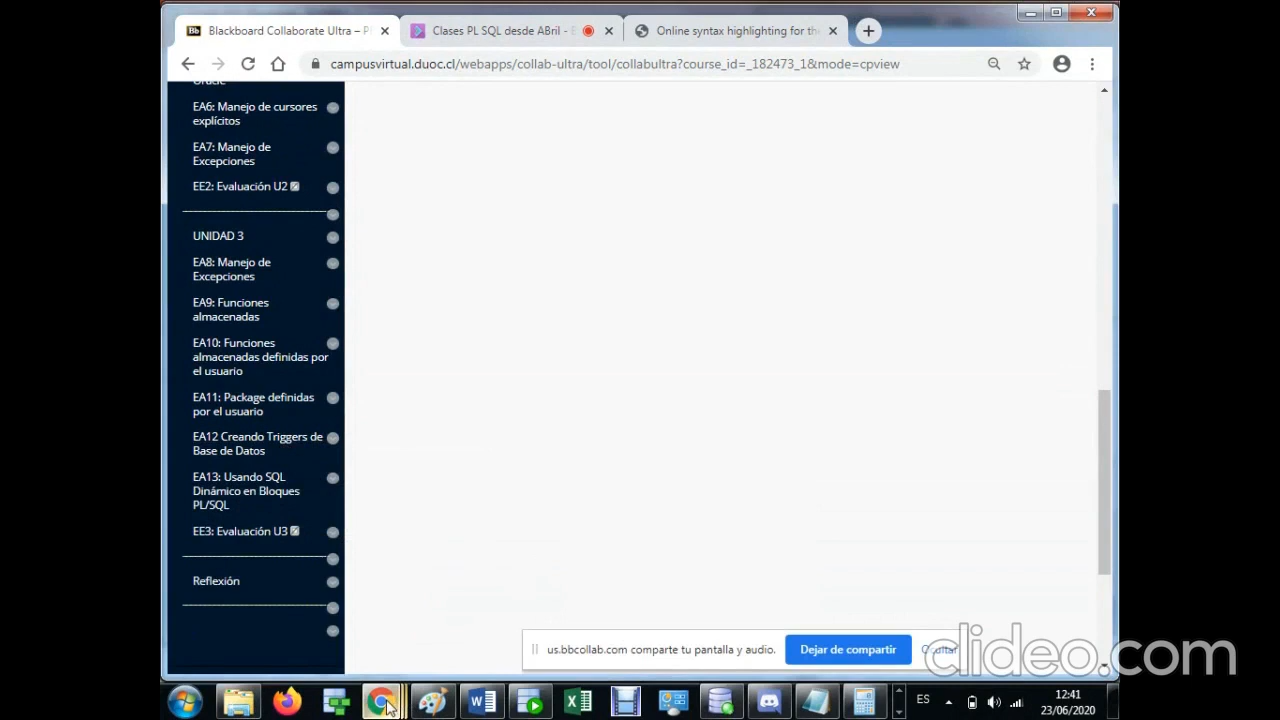 Blackboard Collaborate Ultra – P
Clases PL SQL desde ABril -
Online syntax highlighting for th
campusvirtual.duoc.cl/webapps/collab-ultra/tool/collabultra?course_id=_182473_1&mode=cpview
Oracle
EA6: Manejo de cursores
explícitos
EA7: Manejo de
Excepciones
EE2: Evaluación U2
UNIDAD 3
EA8: Manejo de
Excepciones
EA9: Funciones
almacenadas
EA10: Funciones
almacenadas definidas por
el usuario
EA11: Package definidas
por el usuario
EA12 Creando Triggers de
Base de Datos
EA13: Usando SQL
Dinámico en Bloques
PL/SQL
EE3: Evaluación U3
Reflexión
us.bbcollab.com comparte tu pantalla y audio.
Dejar de compartir
Ocultar
clideo.com
ES
12:41
23/06/2020